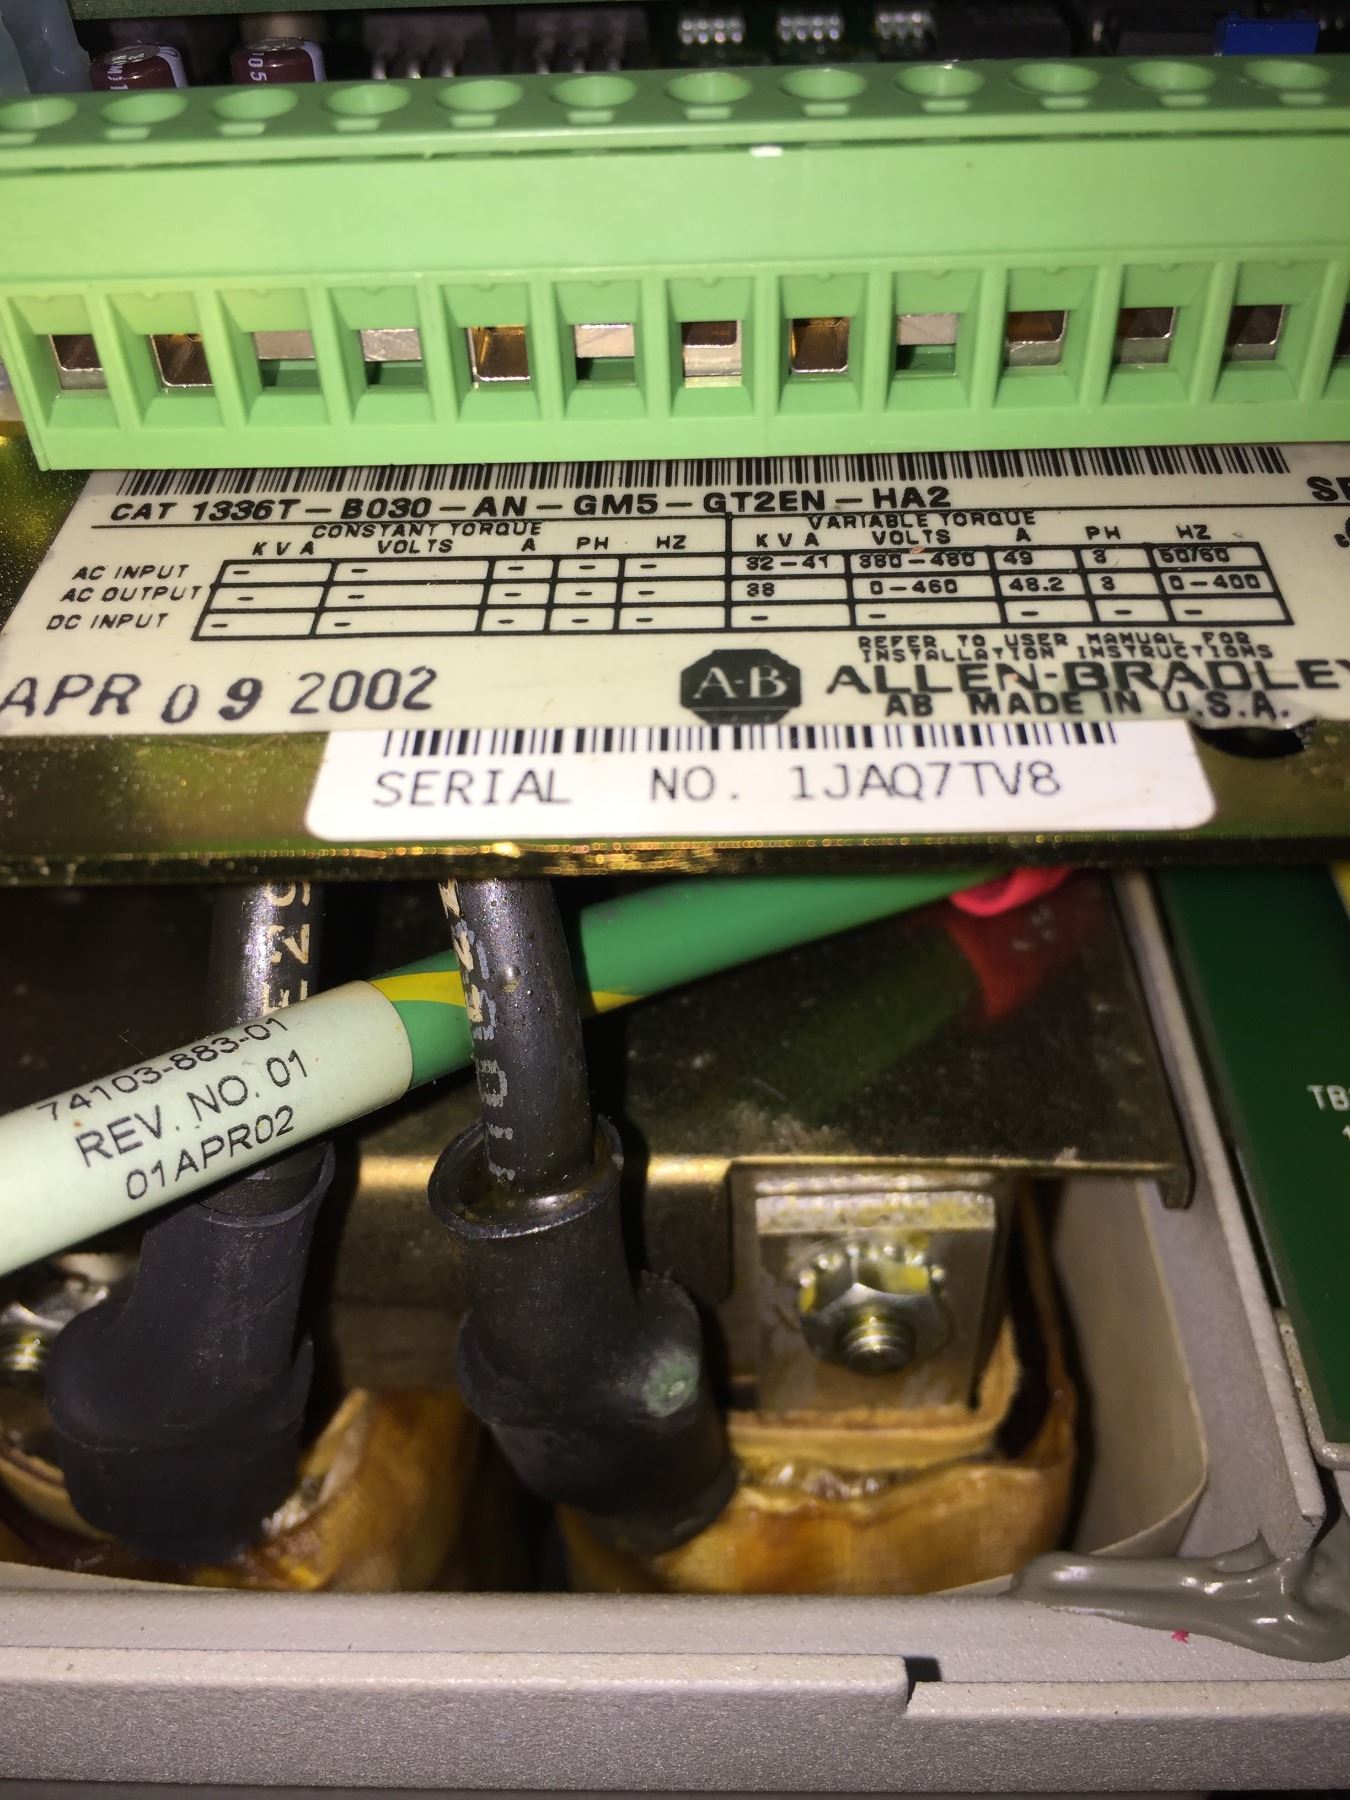 CAT 1336T-B030-AN-GM5-GT2EN-HA2
CONSTANT TORQUE VARIABLE TORQUE
KVA VOLTS A PH HZ KVA VOLTS A PH HZ
AC INPUT - - - - - 32-41 380-480 49 3 50/60
AC OUTPUT - - - - - 38 0-460 48.2 3 0-400
DC INPUT - - - - - - - - - -
REFER TO USER MANUAL FOR
INSTALLATION INSTRUCTIONS
APR 09 2002
A-B ALLEN-BRADLEY
AB MADE IN U.S.A.
SERIAL NO. 1JAQ7TV8
74103-883-01
REV. NO. 01
01APR02